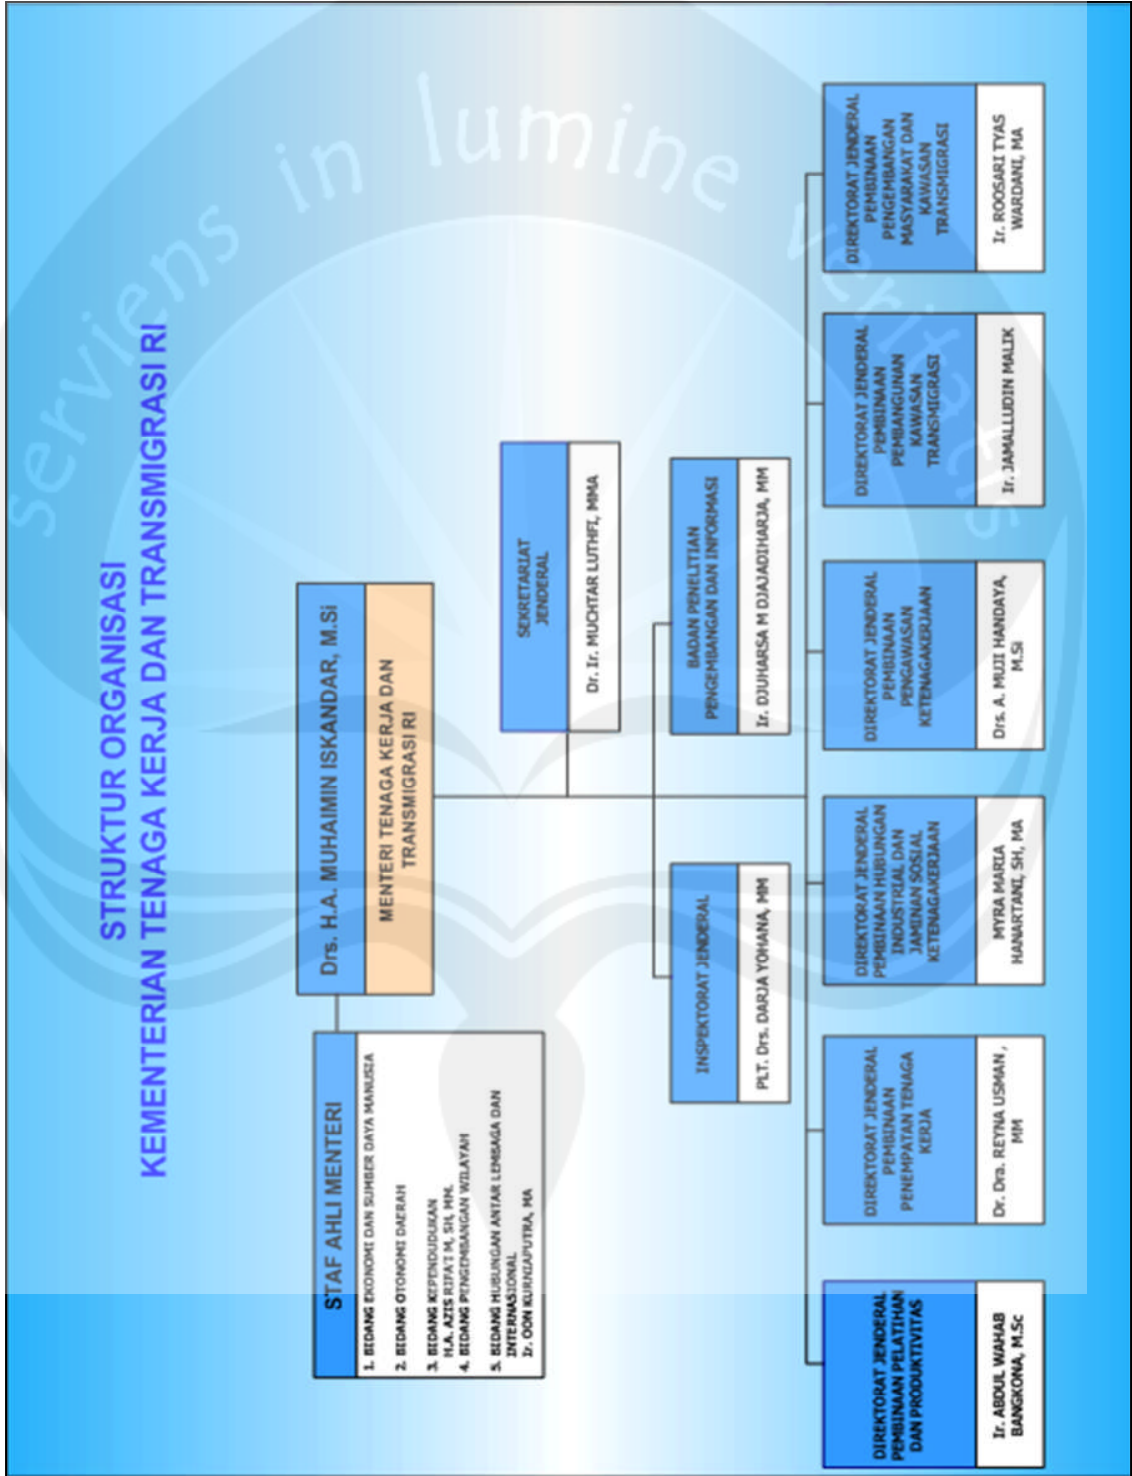 STRUKTUR ORGANISASI
KEMENTERIAN TENAGA KERJA DAN TRANSMIGRASI RI
Drs. H.A. MUHAIMIN ISKANDAR, M.Si
MENTERI TENAGA KERJA DAN
TRANSMIGRASI RI
STAF AHLI MENTERI
1. BIDANG EKONOMI DAN SUMBER DAYA MANUSIA
2. BIDANG OTONOMI DAERAH
3. BIDANG KEPENDUDUKAN
H.A. AZIS RIFA'I M, SH, MM.
4. BIDANG PENGEMBANGAN WILAYAH
5. BIDANG HUBUNGAN ANTAR LEMBAGA DAN
INTERNASIONAL
Ir. OON KURNIAPUTRA, MA
SEKRETARIAT
JENDERAL
Dr. Ir. MUCHTAR LUTHFI, MMA
INSPEKTORAT JENDERAL
PLT. Drs. DARJA YOHANA, MM
BADAN PENELITIAN
PENGEMBANGAN DAN INFORMASI
Ir. DJUHARSA M DJAJADIHARJA, MM
DIREKTORAT JENDERAL
PEMBINAAN PELATIHAN
DAN PRODUKTIVITAS
Ir. ABDUL WAHAB
BANGKONA, M.Sc
DIREKTORAT JENDERAL
PEMBINAAN
PENEMPATAN TENAGA
KERJA
Dr. Dra. REYNA USMAN,
MM
DIREKTORAT JENDERAL
PEMBINAAN HUBUNGAN
INDUSTRIAL DAN
JAMINAN SOSIAL
KETENAGAKERJAAN
MYRA MARIA
HANARTANI, SH, MA
DIREKTORAT JENDERAL
PEMBINAAN
PENGAWASAN
KETENAGAKERJAAN
Drs. A. MUJI HANDAYA,
M.Si
DIREKTORAT JENDERAL
PEMBINAAN
PEMBANGUNAN
KAWASAN
TRANSMIGRASI
Ir. JAMALLUDIN MALIK
DIREKTORAT JENDERAL
PEMBINAAN
PENGEMBANGAN
MASYARAKAT DAN
KAWASAN
TRANSMIGRASI
Ir. ROOSARI TYAS
WARDANI, MA
serviens in lumine veritatis